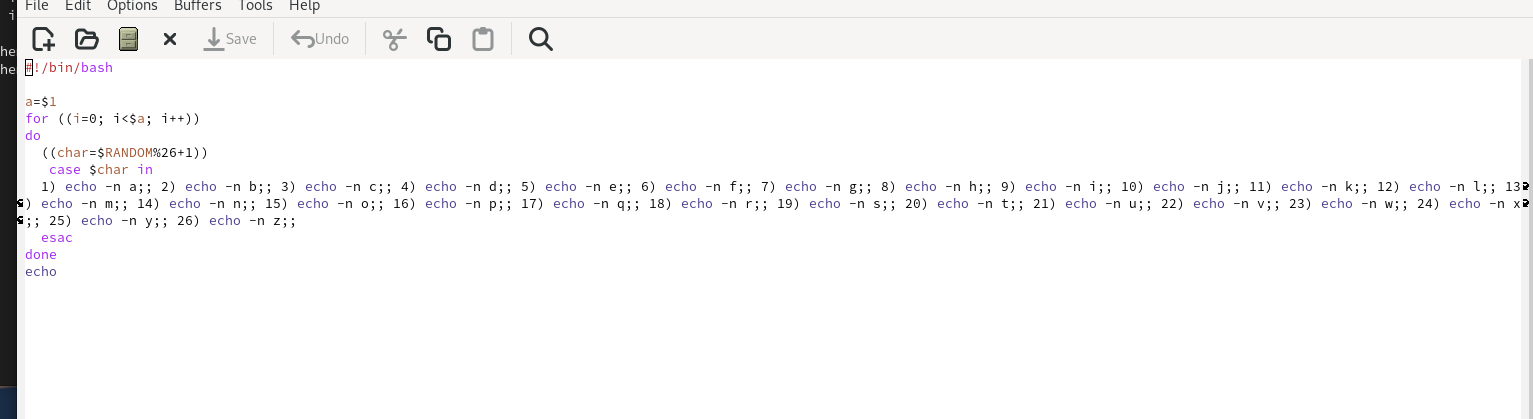 i
File Edit Options Buffers Tools Help
Save Undo
he
he
#!/bin/bash
a=$1
for ((i=0; i<$a; i++))
do
((char=$RANDOM%26+1))
case $char in
1) echo -n a;; 2) echo -n b;; 3) echo -n c;; 4) echo -n d;; 5) echo -n e;; 6) echo -n f;; 7) echo -n g;; 8) echo -n h;; 9) echo -n i;; 10) echo -n j;; 11) echo -n k;; 12) echo -n l;; 13
) echo -n m;; 14) echo -n n;; 15) echo -n o;; 16) echo -n p;; 17) echo -n q;; 18) echo -n r;; 19) echo -n s;; 20) echo -n t;; 21) echo -n u;; 22) echo -n v;; 23) echo -n w;; 24) echo -n x
;; 25) echo -n y;; 26) echo -n z;;
esac
done
echo